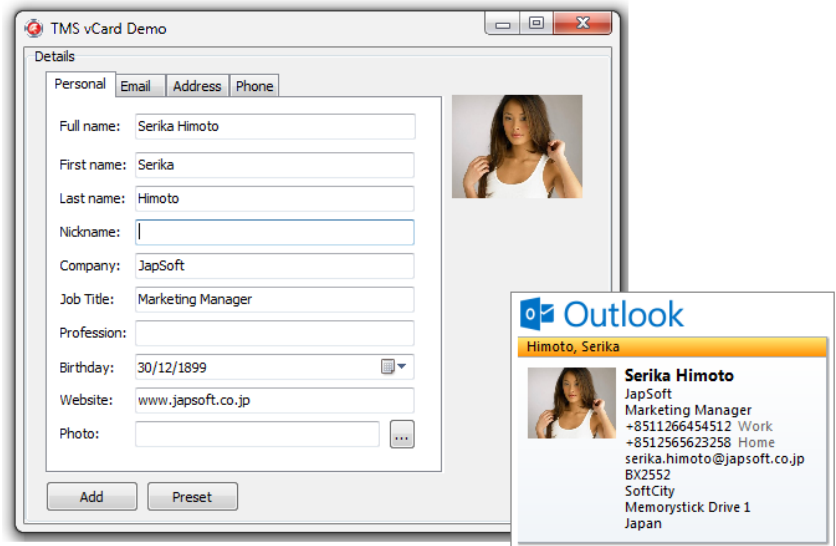 TMS vCard Demo
Details
Personal Email Address Phone
Full name: Serika Himoto
First name: Serika
Last name: Himoto
Nickname:
Company: JapSoft
Job Title: Marketing Manager
Profession:
Birthday: 30/12/1899
Website: www.japsoft.co.jp
Photo: ...
Add Preset
Outlook
Himoto, Serika
Serika Himoto
JapSoft
Marketing Manager
+8511266454512 Work
+8512565623258 Home
serika.himoto@japsoft.co.jp
BX2552
SoftCity
Memorystick Drive 1
Japan